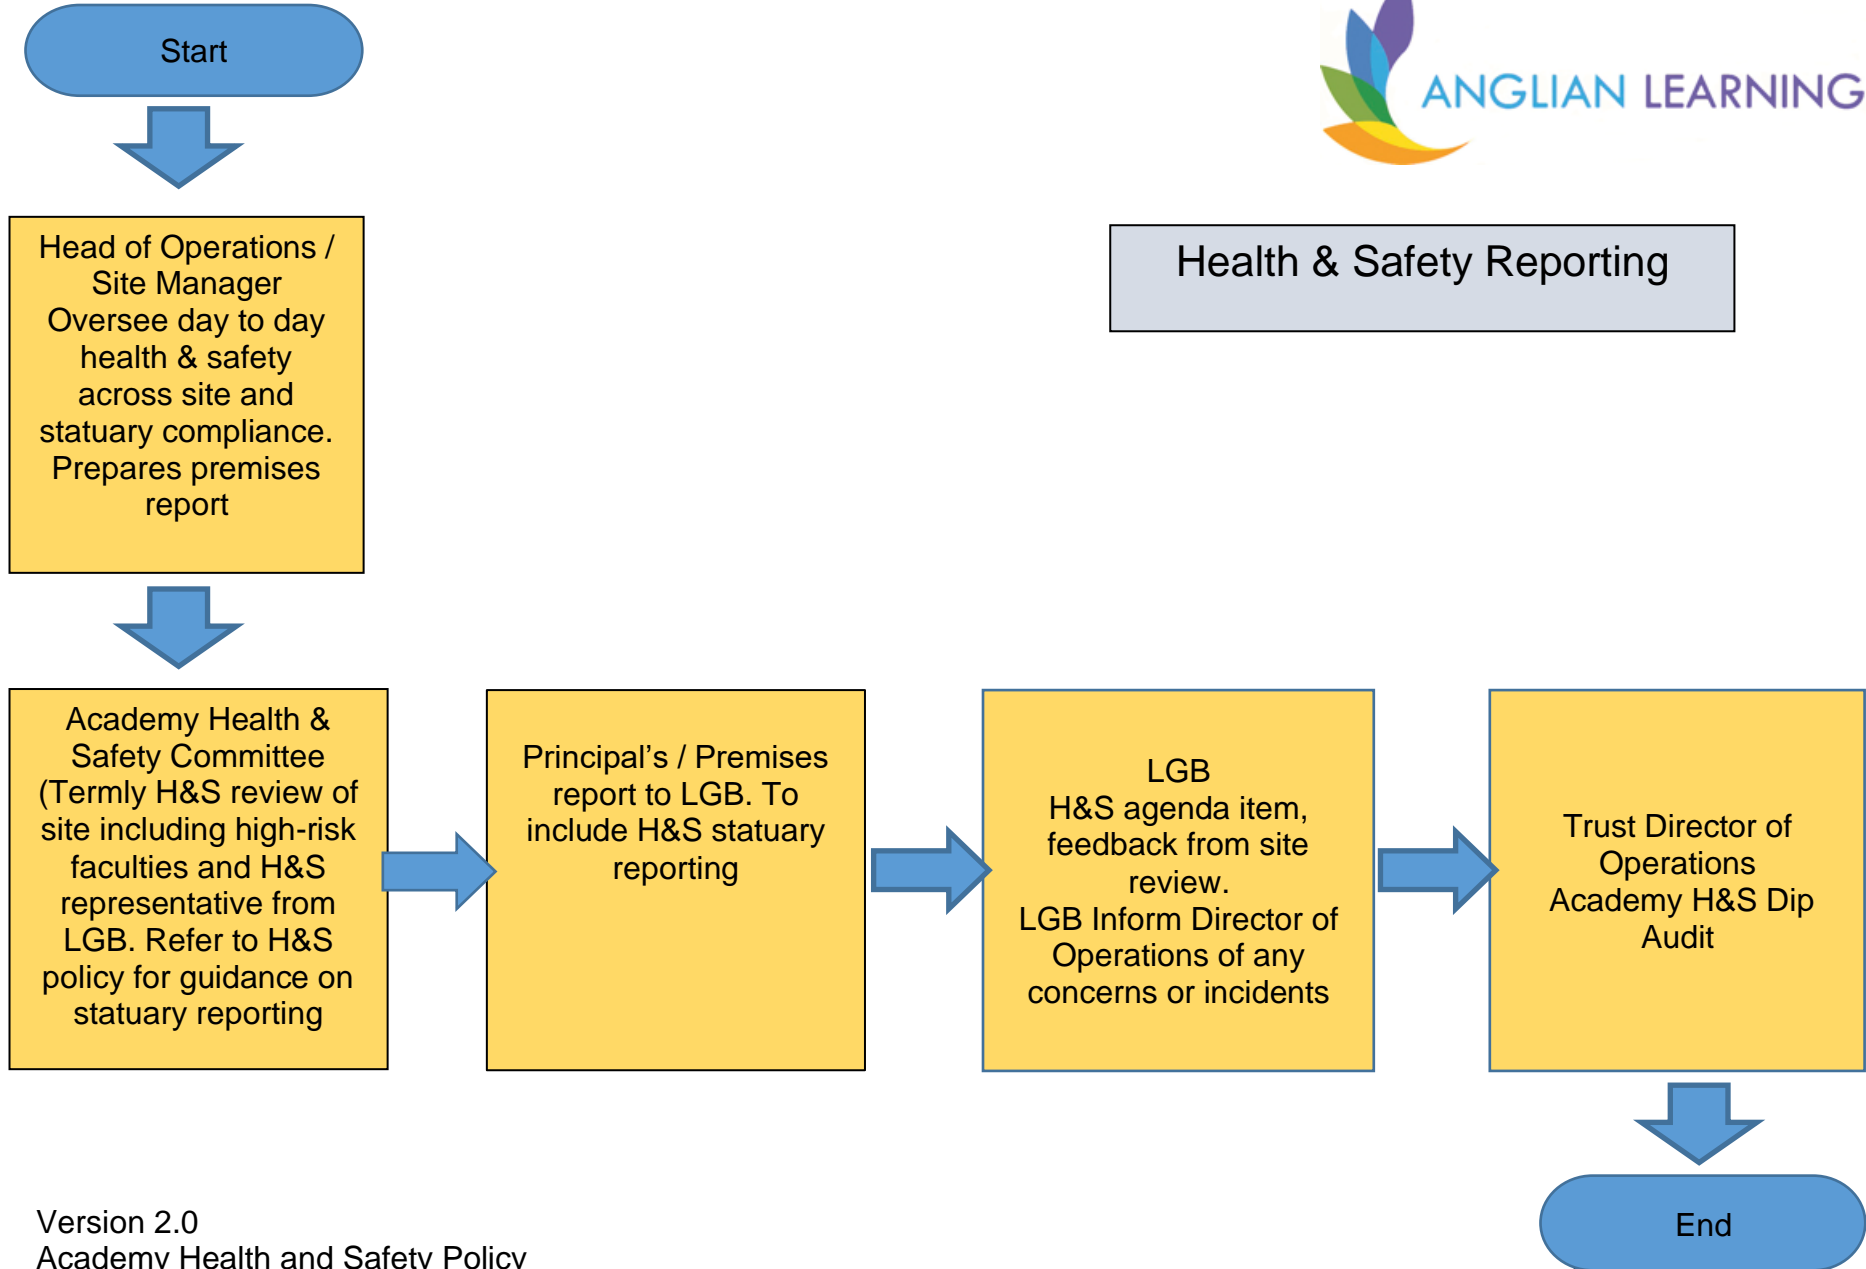 Start
ANGLIAN LEARNING
Head of Operations /
Site Manager
Oversee day to day
health & safety
across site and
statuary compliance.
Prepares premises
report
Health & Safety Reporting
Academy Health &
Safety Committee
(Termly H&S review of
site including high-risk
faculties and H&S
representative from
LGB. Refer to H&S
policy for guidance on
statuary reporting
Principal’s / Premises
report to LGB. To
include H&S statuary
reporting
LGB
H&S agenda item,
feedback from site
review.
LGB Inform Director of
Operations of any
concerns or incidents
Trust Director of
Operations
Academy H&S Dip
Audit
End
Version 2.0
Academy Health and Safety Policy